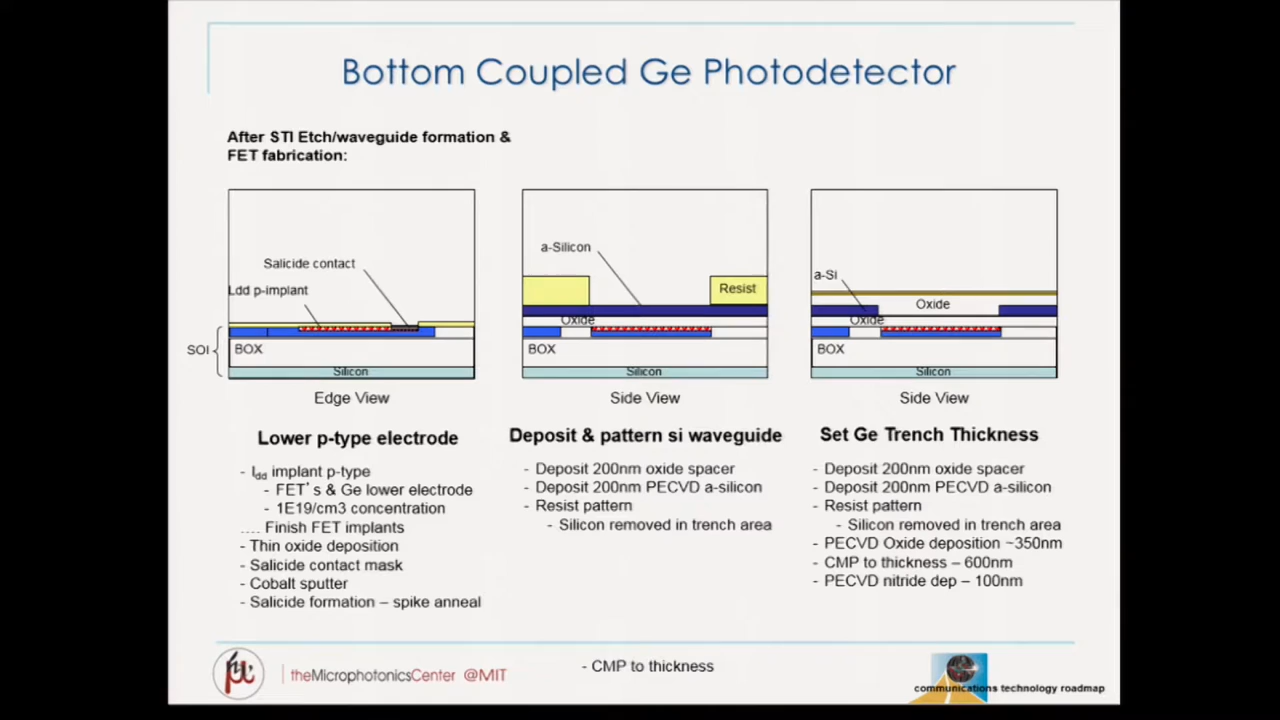 Bottom Coupled Ge Photodetector
After STI Etch/waveguide formation &
FET fabrication:
Salicide contact
Ldd p-implant
SOI
BOX
Silicon
Edge View
a-Silicon
Resist
Oxide
BOX
Silicon
Side View
a-Si
Oxide
Oxide
BOX
Silicon
Side View
Lower p-type electrode
- Idd implant p-type
- FET's & Ge lower electrode
- 1E19/cm3 concentration
.... Finish FET implants
- Thin oxide deposition
- Salicide contact mask
- Cobalt sputter
- Salicide formation – spike anneal
Deposit & pattern si waveguide
- Deposit 200nm oxide spacer
- Deposit 200nm PECVD a-silicon
- Resist pattern
- Silicon removed in trench area
Set Ge Trench Thickness
- Deposit 200nm oxide spacer
- Deposit 200nm PECVD a-silicon
- Resist pattern
- Silicon removed in trench area
- PECVD Oxide deposition ~350nm
- CMP to thickness – 600nm
- PECVD nitride dep – 100nm
theMicrophotonicsCenter @MIT
- CMP to thickness
communications technology roadmap